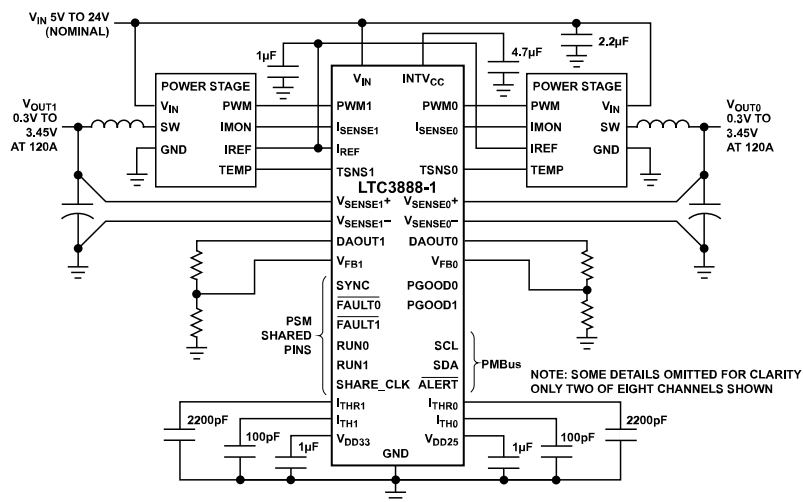 VIN 5V TO 24V
(NOMINAL)
1µF
4.7µF
2.2µF
VIN
INTVCC
POWER STAGE
VIN
PWM
SW
IMON
GND
IREF
TEMP
VOUT1
0.3V TO
3.45V
AT 120A
PWM1
ISENSE1
IREF
TSNS1
PWM0
ISENSE0
TSNS0
POWER STAGE
PWM
VIN
IMON
SW
IREF
GND
TEMP
VOUT0
0.3V TO
3.45V
AT 120A
LTC3888-1
VSENSE1+
VSENSE0+
VSENSE1–
VSENSE0–
DAOUT1
DAOUT0
VFB1
VFB0
SYNC
PGOOD0
FAULT0
PGOOD1
FAULT1
RUN0
SCL
RUN1
SDA
SHARE_CLK
ALERT
PSM
SHARED
PINS
PMBus
NOTE: SOME DETAILS OMITTED FOR CLARITY
ONLY TWO OF EIGHT CHANNELS SHOWN
ITHR1
ITHR0
ITH1
ITH0
VDD33
VDD25
GND
2200pF
100pF
1µF
1µF
100pF
2200pF